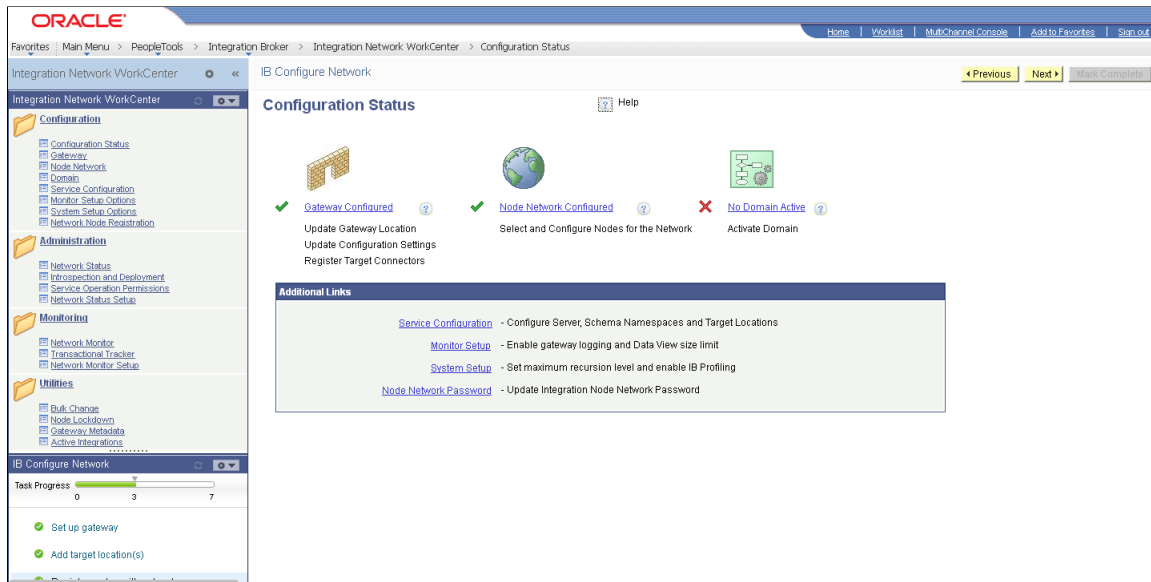 ORACLE'
Home | Worklist | MultiChannel Console | Add to Favorites | Sign out
Favorites | Main Menu > PeopleTools > Integration Broker > Integration Network WorkCenter > Configuration Status
Integration Network WorkCenter «
Integration Network WorkCenter
Configuration
Configuration Status
Gateway
Node Network
Domain
Service Configuration
Monitor Setup Options
System Setup Options
Network Node Registration
Administration
Network Status
Introspection and Deployment
Service Operation Permissions
Network Status Setup
Monitoring
Network Monitor
Transactional Tracker
Network Monitor Setup
Utilities
Bulk Change
Node Lockdown
Gateway Metadata
Active Integrations
IB Configure Network
Task Progress
0 3 7
Set up gateway
Add target location(s)
IB Configure Network
Previous Next Mark Complete
Configuration Status
? Help
Gateway Configured ?
Update Gateway Location
Update Configuration Settings
Register Target Connectors
Node Network Configured ?
Select and Configure Nodes for the Network
No Domain Active ?
Activate Domain
Additional Links
Service Configuration - Configure Server, Schema Namespaces and Target Locations
Monitor Setup - Enable gateway logging and Data View size limit
System Setup - Set maximum recursion level and enable IB Profiling
Node Network Password - Update Integration Node Network Password